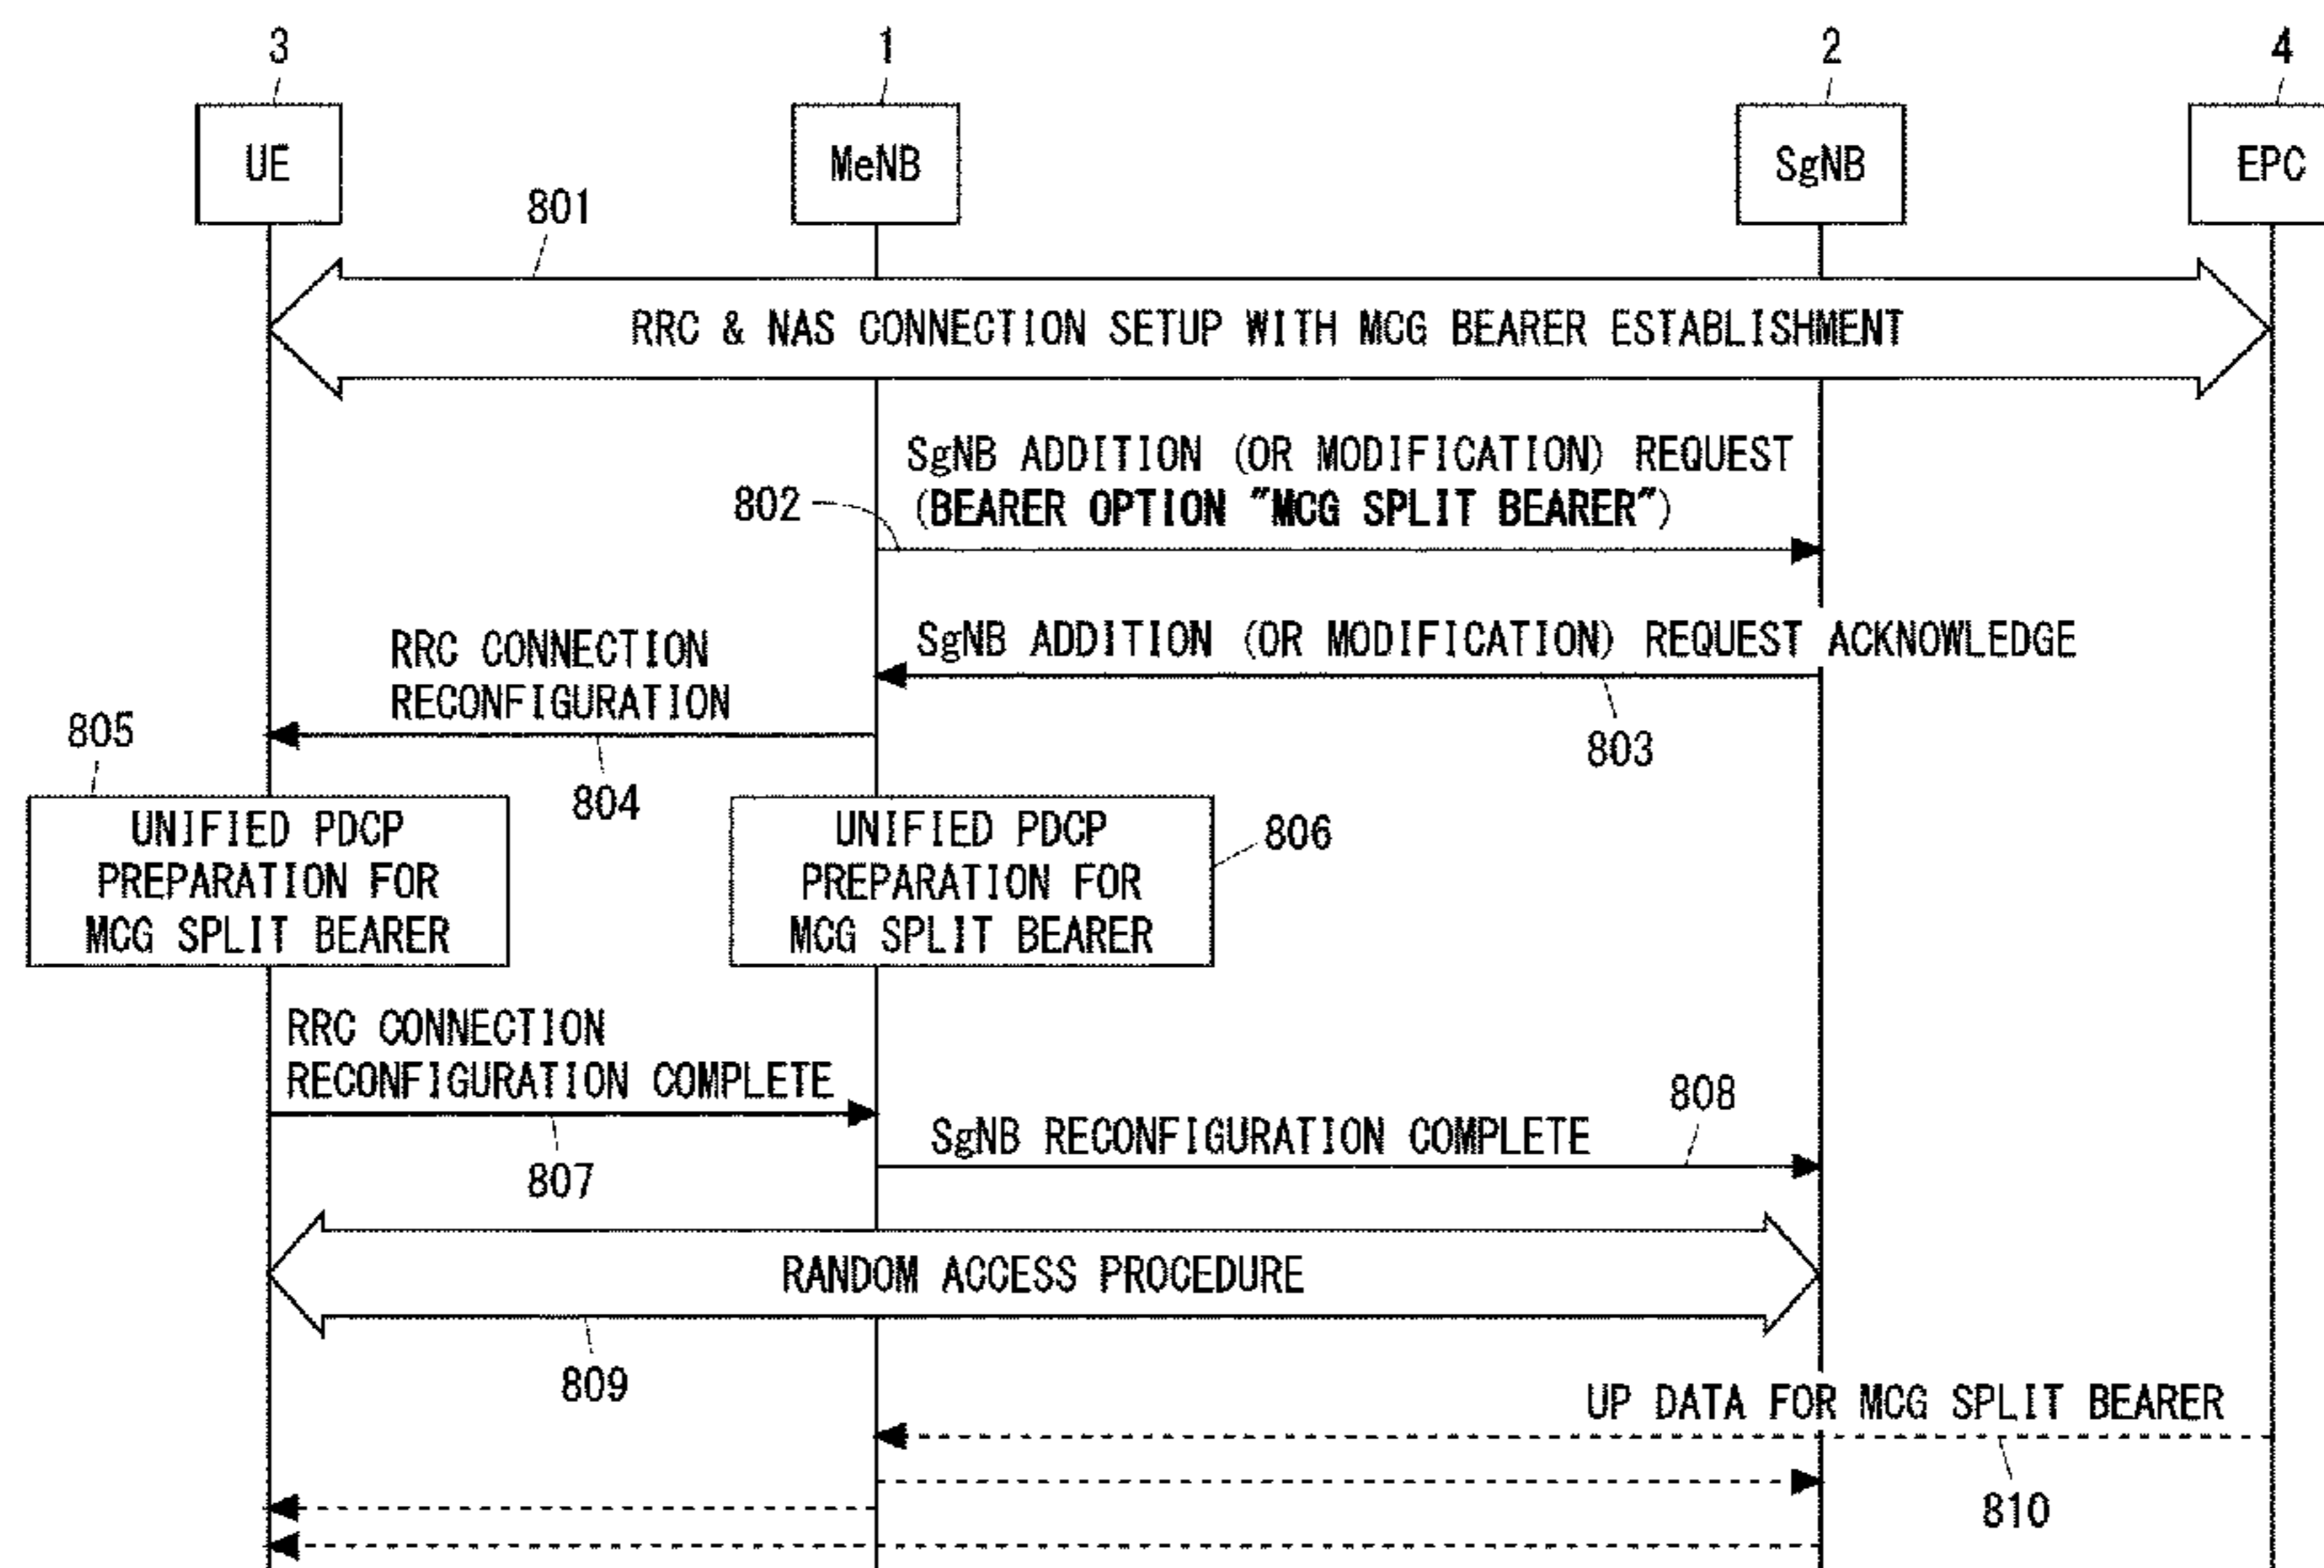 3
1
2
4
UE
MeNB
SgNB
EPC
801
RRC & NAS CONNECTION SETUP WITH MCG BEARER ESTABLISHMENT
SgNB ADDITION (OR MODIFICATION) REQUEST
(BEARER OPTION "MCG SPLIT BEARER")
802
SgNB ADDITION (OR MODIFICATION) REQUEST ACKNOWLEDGE
803
RRC CONNECTION
RECONFIGURATION
804
805
UNIFIED PDCP
PREPARATION FOR
MCG SPLIT BEARER
UNIFIED PDCP
PREPARATION FOR
MCG SPLIT BEARER
806
RRC CONNECTION
RECONFIGURATION COMPLETE
807
808
SgNB RECONFIGURATION COMPLETE
RANDOM ACCESS PROCEDURE
809
UP DATA FOR MCG SPLIT BEARER
810